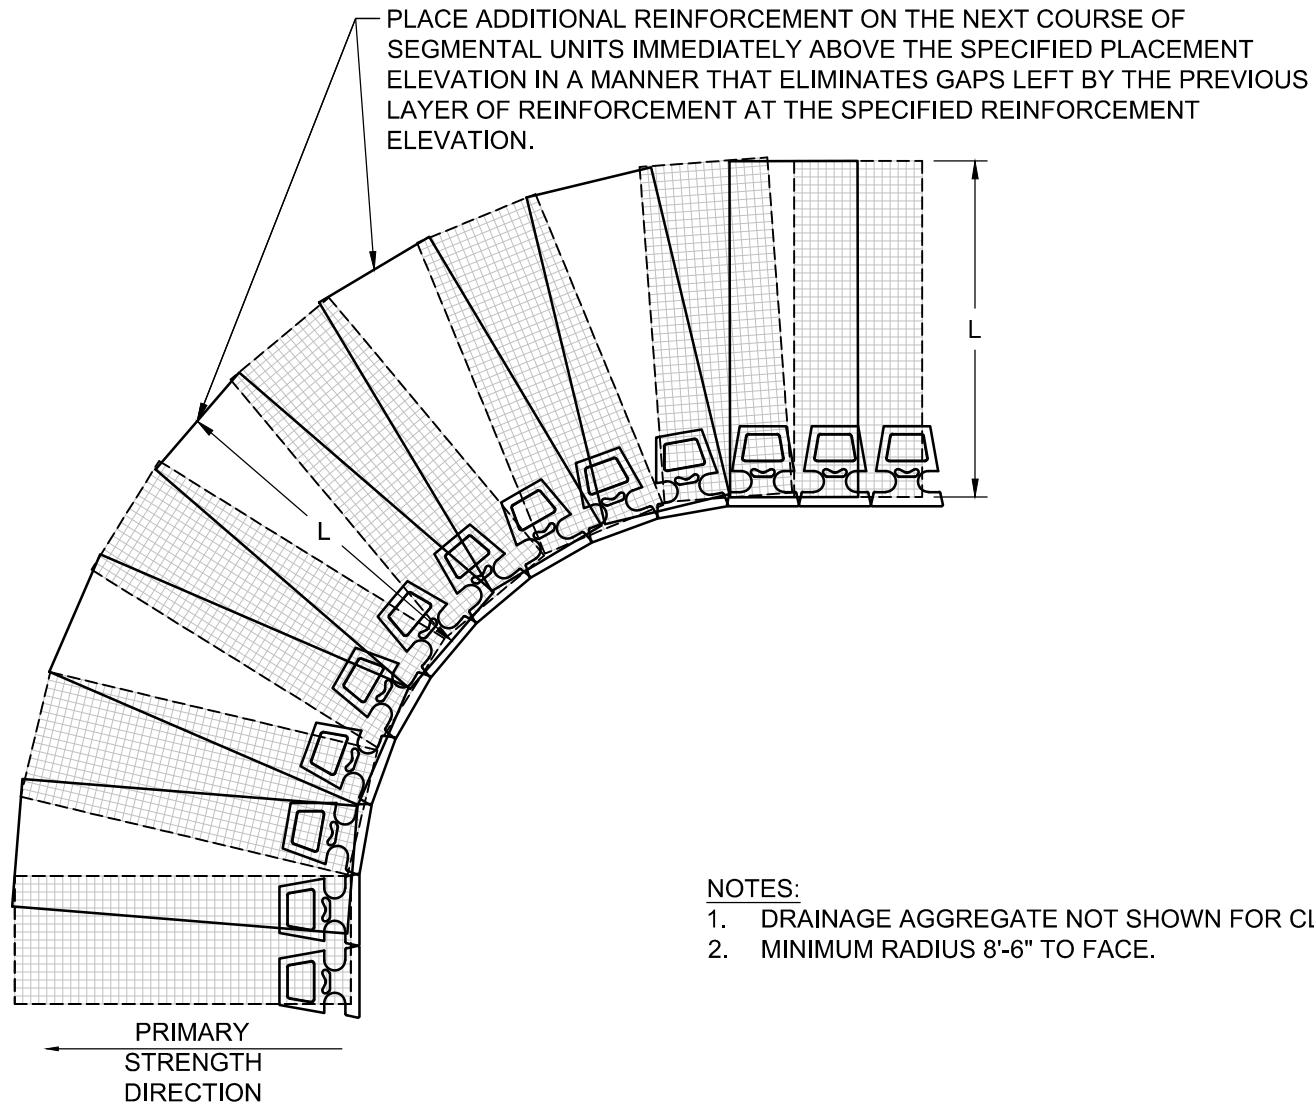 PLACE ADDITIONAL REINFORCEMENT ON THE NEXT COURSE OF
SEGMENTAL UNITS IMMEDIATELY ABOVE THE SPECIFIED PLACEMENT
ELEVATION IN A MANNER THAT ELIMINATES GAPS LEFT BY THE PREVIOUS
LAYER OF REINFORCEMENT AT THE SPECIFIED REINFORCEMENT
ELEVATION.
L
L
NOTES:
1. DRAINAGE AGGREGATE NOT SHOWN FOR
2. MINIMUM RADIUS 8'-6" TO FACE.
PRIMARY
STRENGTH
DIRECTION